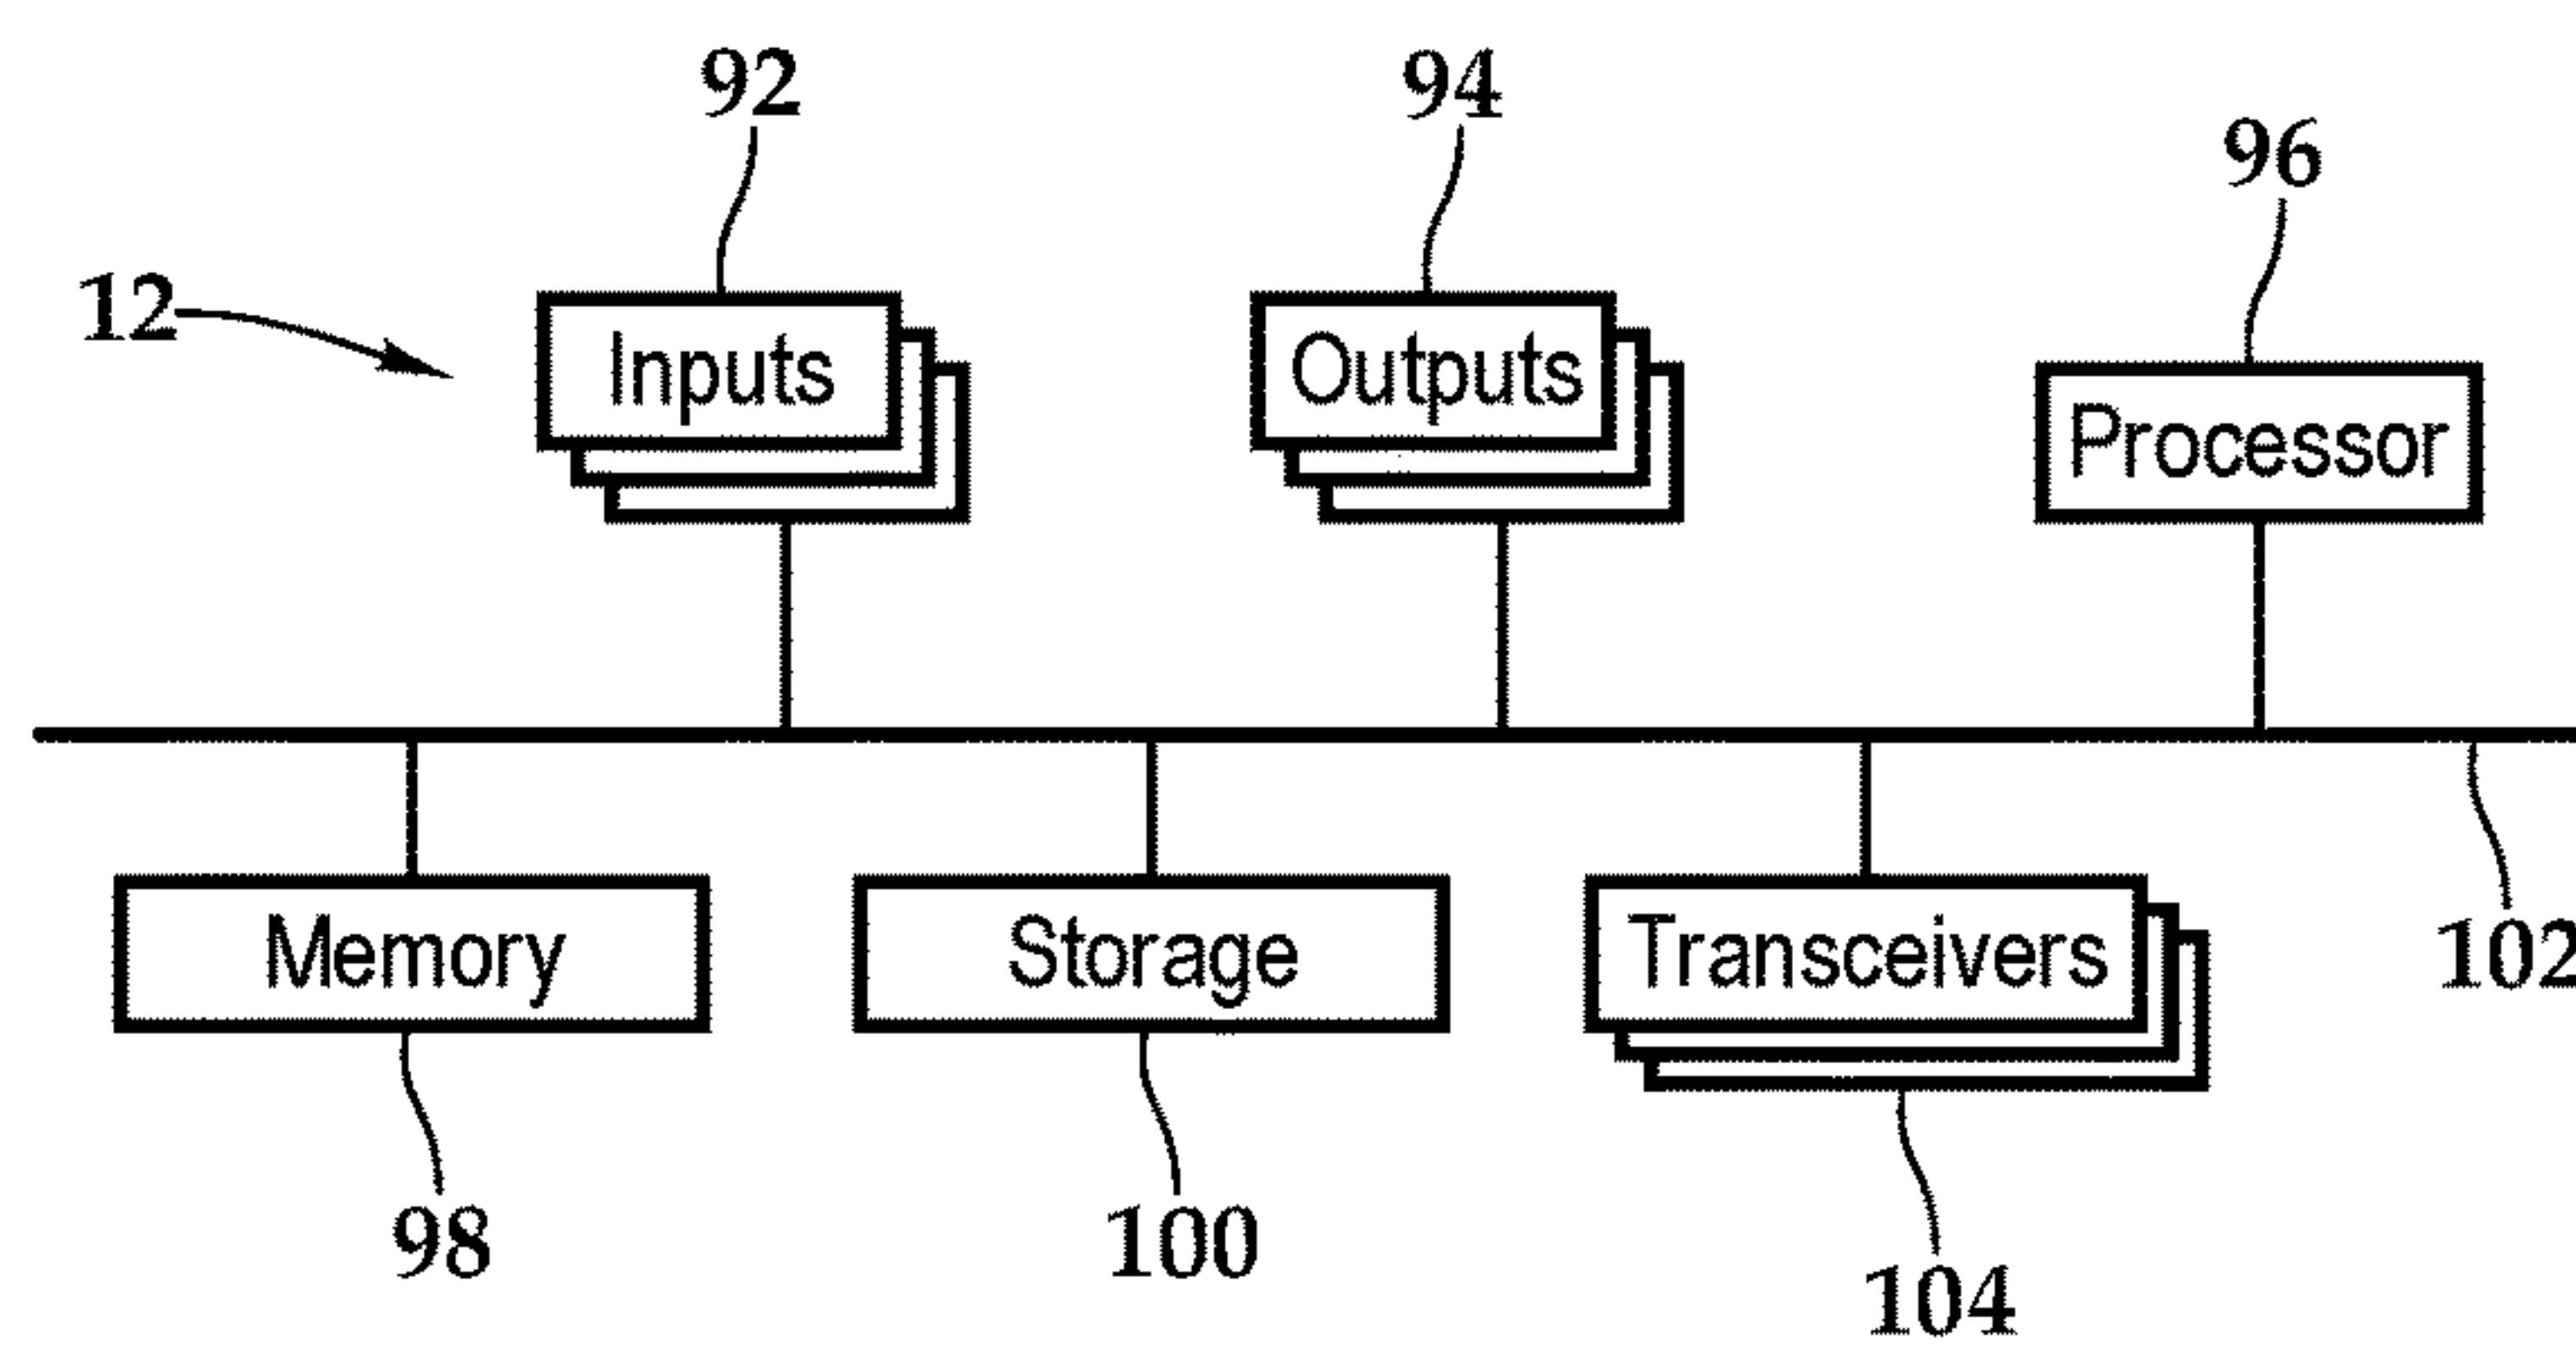 92
94
96
12
Inputs
Outputs
Processor
Memory
Storage
Transceivers
102
98
100
104